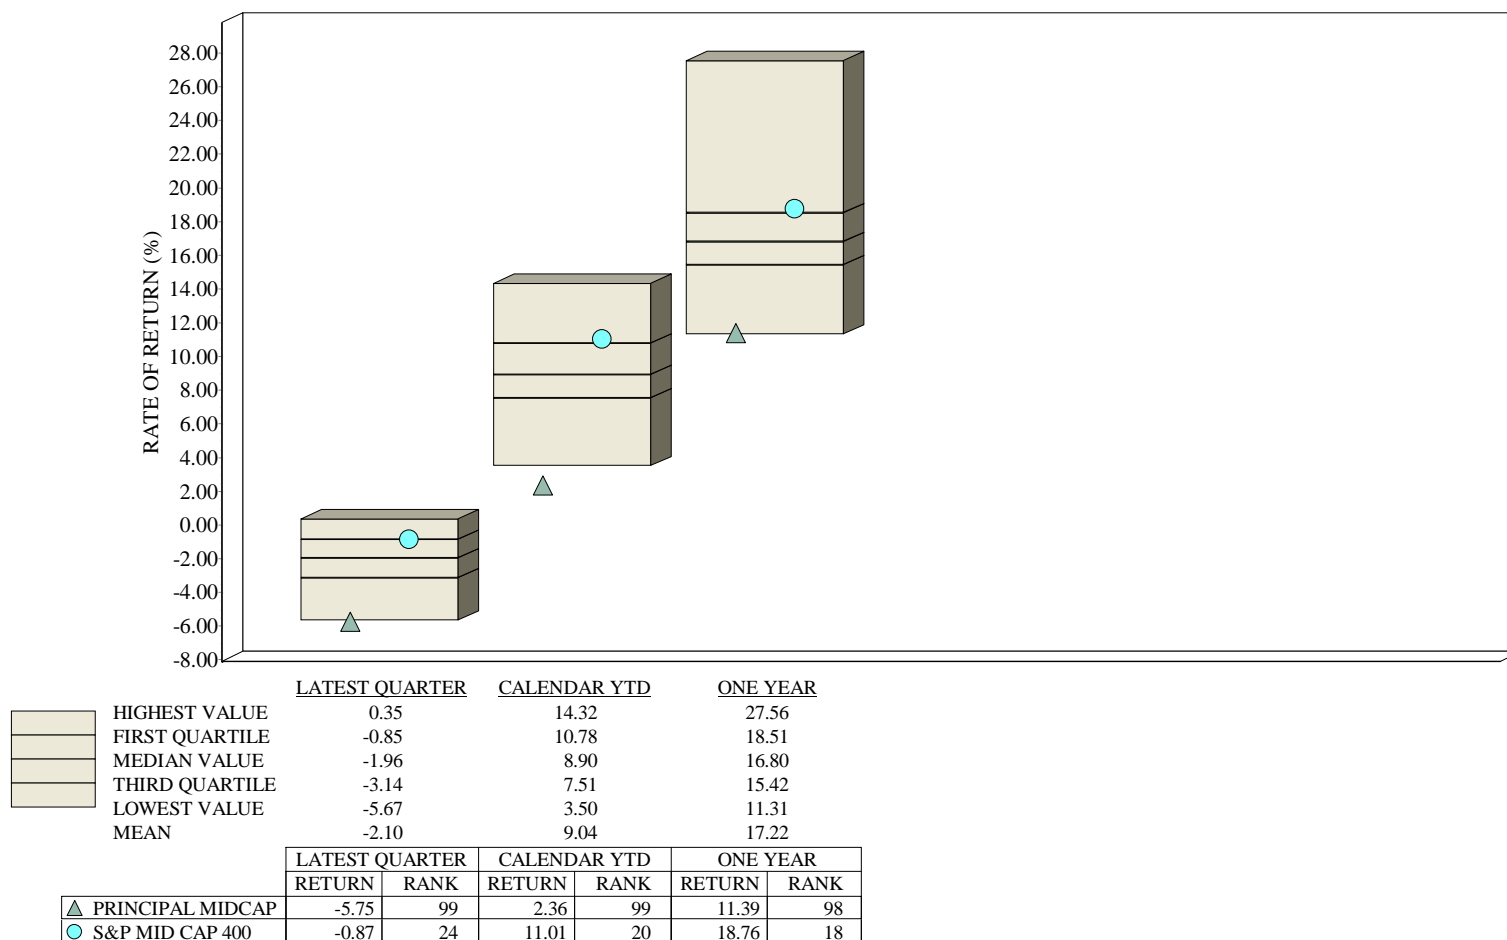 28.00
26.00
24.00
22.00
20.00
18.00
16.00
14.00
12.00
10.00
8.00
6.00
4.00
2.00
0.00
-2.00
-4.00
-6.00
-8.00
RATE OF RETURN (%)
LATEST QUARTER CALENDAR YTD ONE YEAR
HIGHEST VALUE 0.35 14.32 27.56
FIRST QUARTILE -0.85 10.78 18.51
MEDIAN VALUE -1.96 8.90 16.80
THIRD QUARTILE -3.14 7.51 15.42
LOWEST VALUE -5.67 3.50 11.31
MEAN -2.10 9.04 17.22
LATEST QUARTER CALENDAR YTD ONE YEAR
RETURN RANK RETURN RANK RETURN RANK
PRINCIPAL MIDCAP -5.75 99 2.36 99 11.39 98
S&P MID CAP 400 -0.87 24 11.01 20 18.76 18